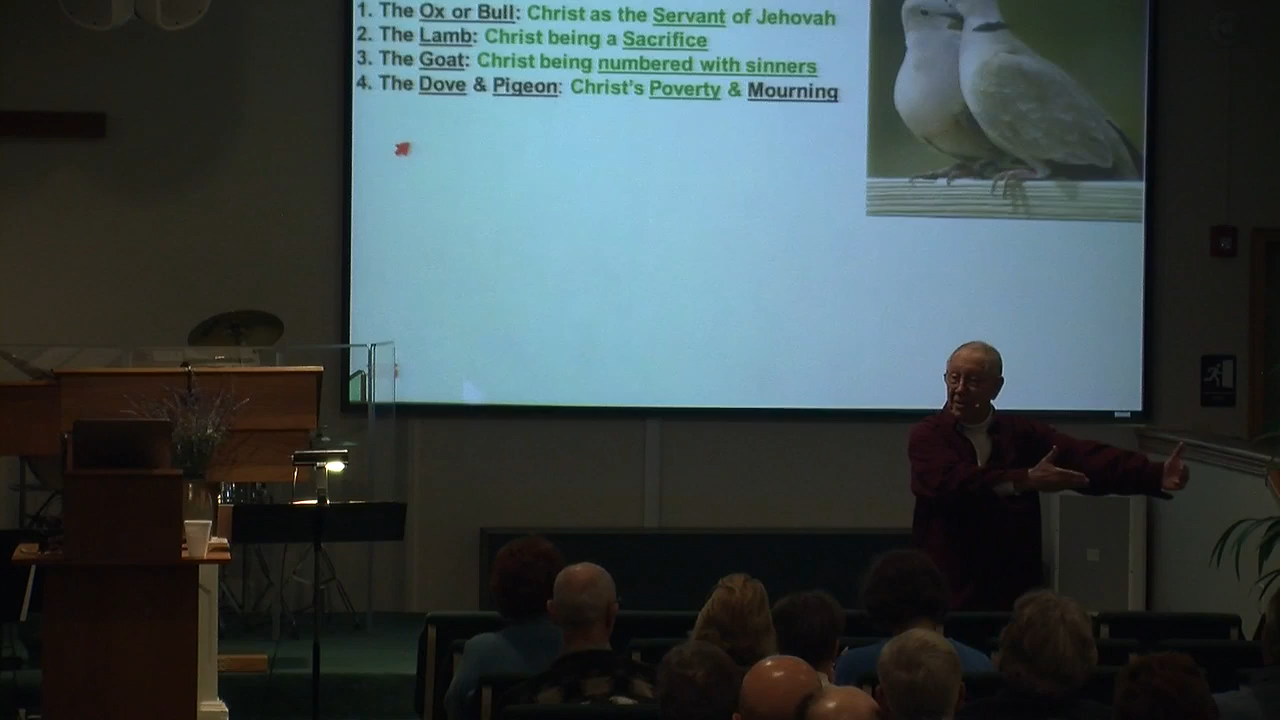 1. The Ox or Bull: Christ as the Servant of Jehovah
2. The Lamb: Christ being a Sacrifice
3. The Goat: Christ being numbered with sinners
4. The Dove & Pigeon: Christ's Poverty & Mourning